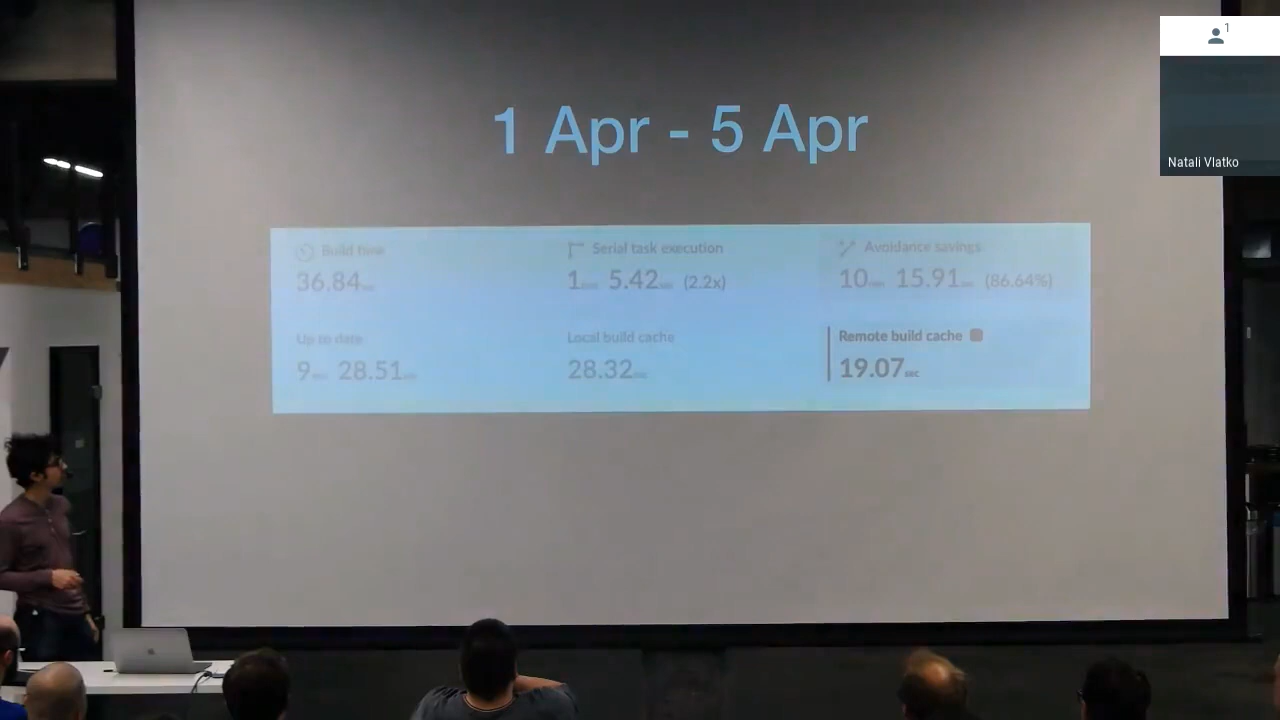 1 Apr - 5 Apr
Build time
Serial task execution
Avoidance savings
36.84
1 5.42 (2.2x)
10 15.91 (86.64%)
Up to date
Local build cache
Remote build cache
9 28.51
28.32
19.07 sec
1
Natali Vlatko